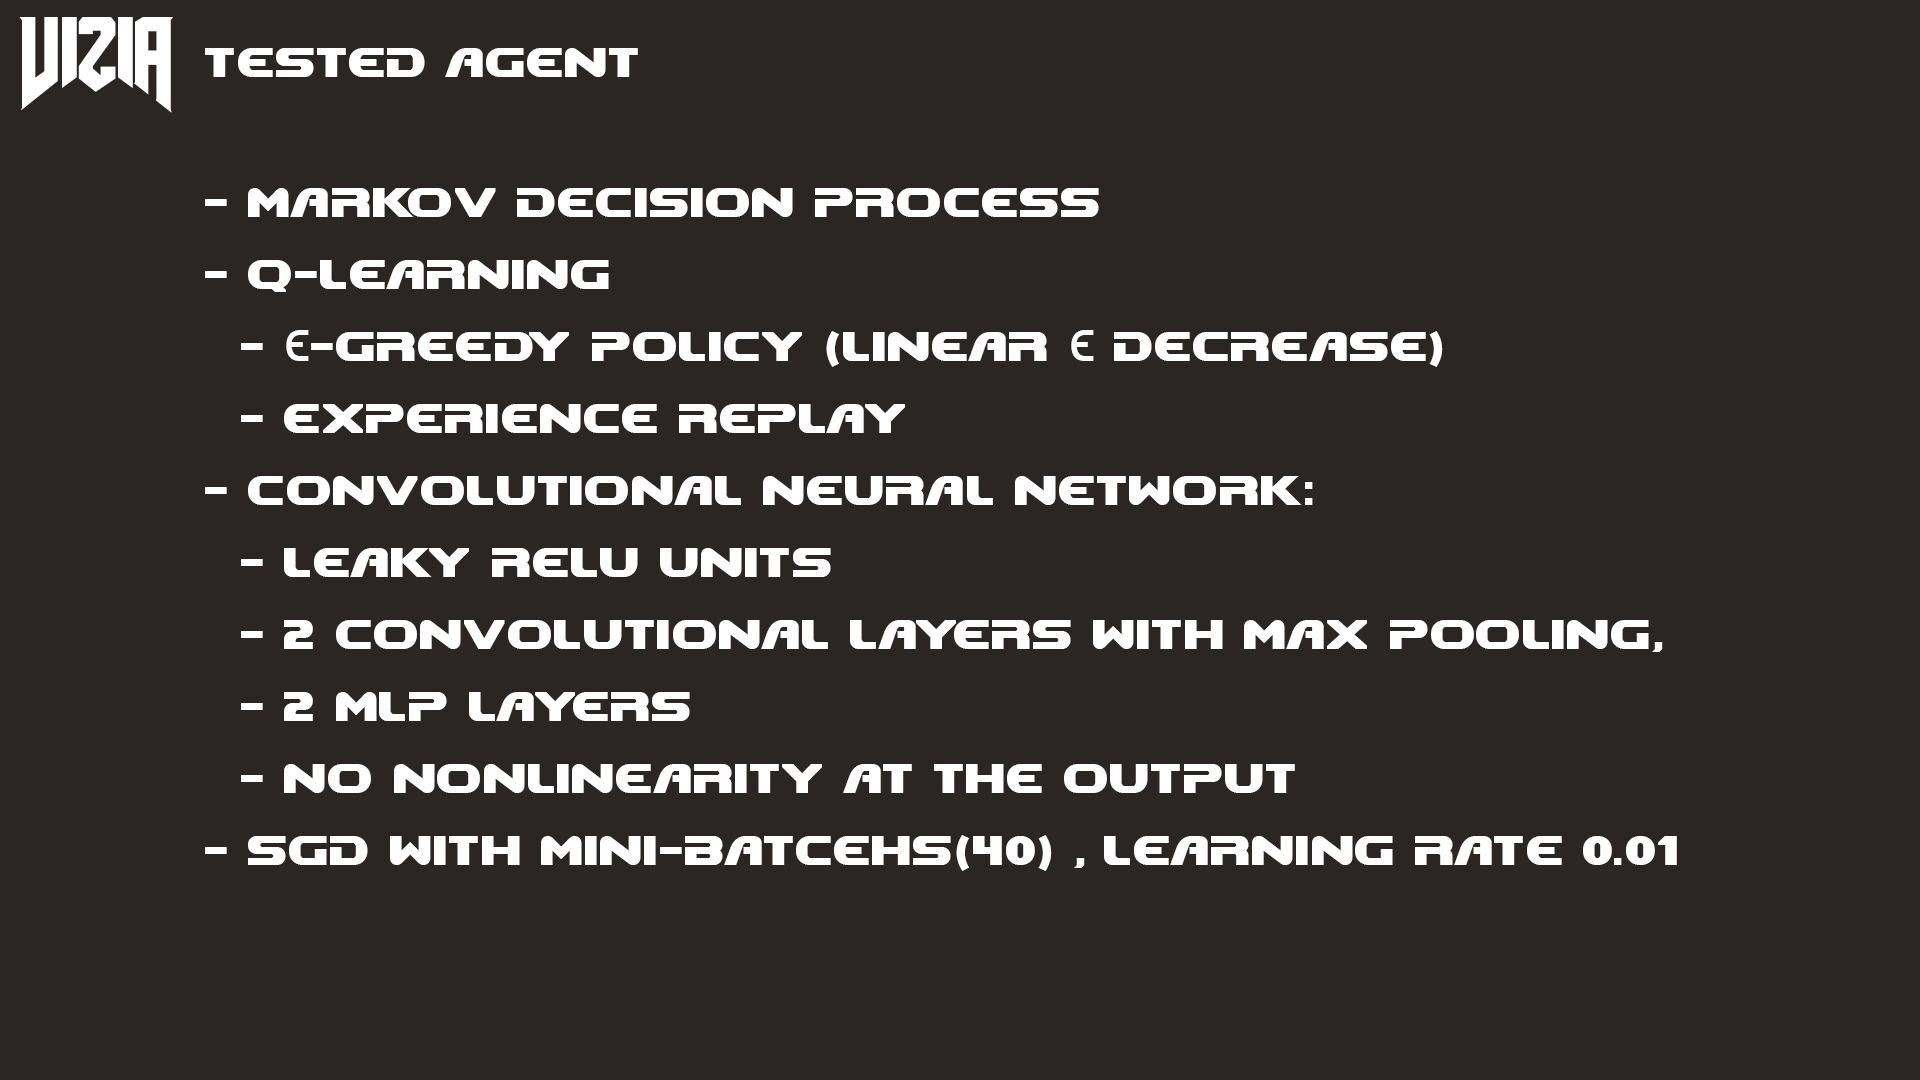 VIZIA
TESTED AGENT
- MARKOV DECISION PROCESS
- Q-LEARNING
- ϵ-GREEDY POLICY (LINEAR ϵ DECREASE)
- EXPERIENCE REPLAY
- CONVOLUTIONAL NEURAL NETWORK:
- LEAKY RELU UNITS
- 2 CONVOLUTIONAL LAYERS WITH MAX POOLING,
- 2 MLP LAYERS
- NO NONLINEARITY AT THE OUTPUT
- SGD WITH MINI-BATCEHS(40) , LEARNING RATE 0.01